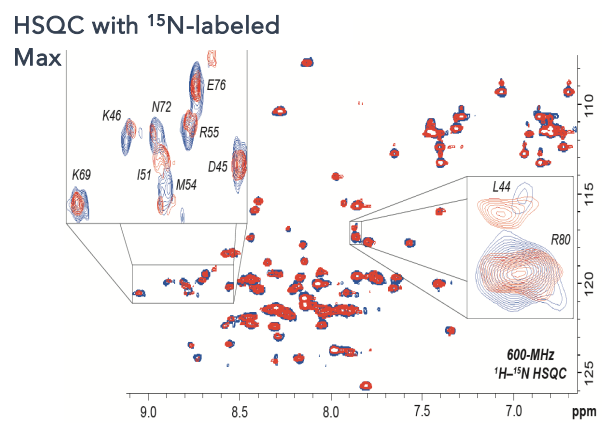 HSQC with ¹⁵N-labeled
Max
E76
K46
N72
R55
I51
D45
K69
M54
L44
R80
110
115
120
125
600-MHz
¹H–¹⁵N HSQC
9.0 8.5 8.0 7.5 7.0 ppm